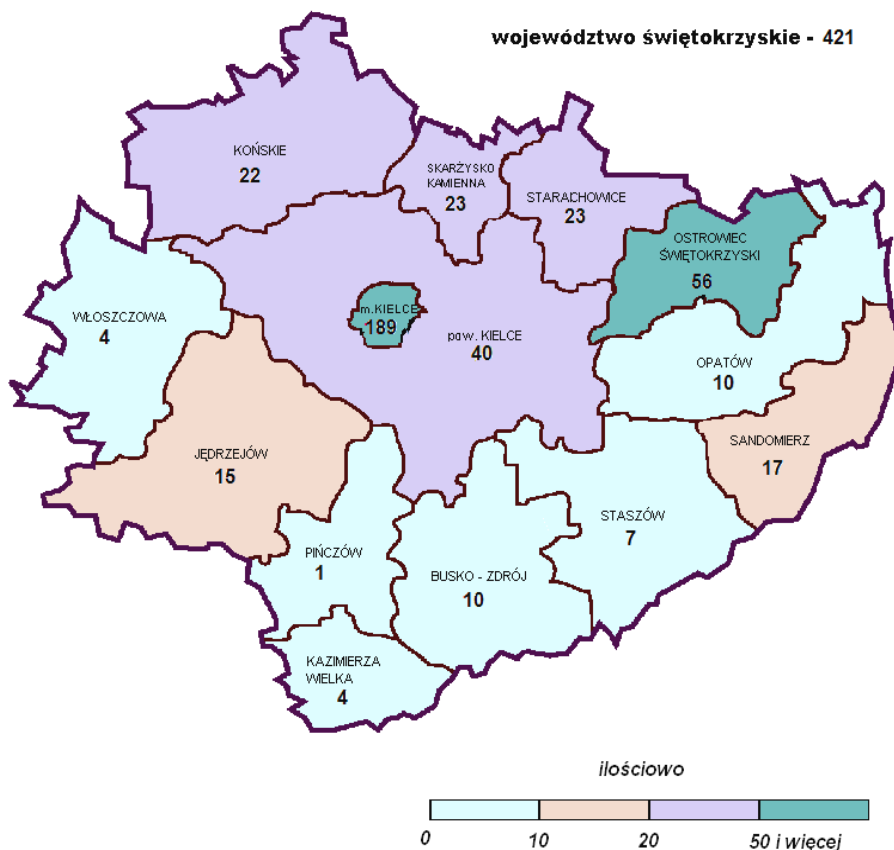 województwo świętokrzyskie - 421
KOŃSKIE
22
SKARŻYSKO
KAMIENNA
23
STARACHOWICE
23
OSTROWIEC
ŚWIĘTOKRZYSKI
56
WŁOSZCZOWA
4
m.KIELCE
189
pow. KIELCE
40
OPATÓW
10
JĘDRZEJÓW
15
SANDOMIERZ
17
STASZÓW
7
PIŃCZÓW
1
BUSKO - ZDRÓJ
10
KAZIMIERZA
WIELKA
4
ilościowo
0 10 20 50 i więcej